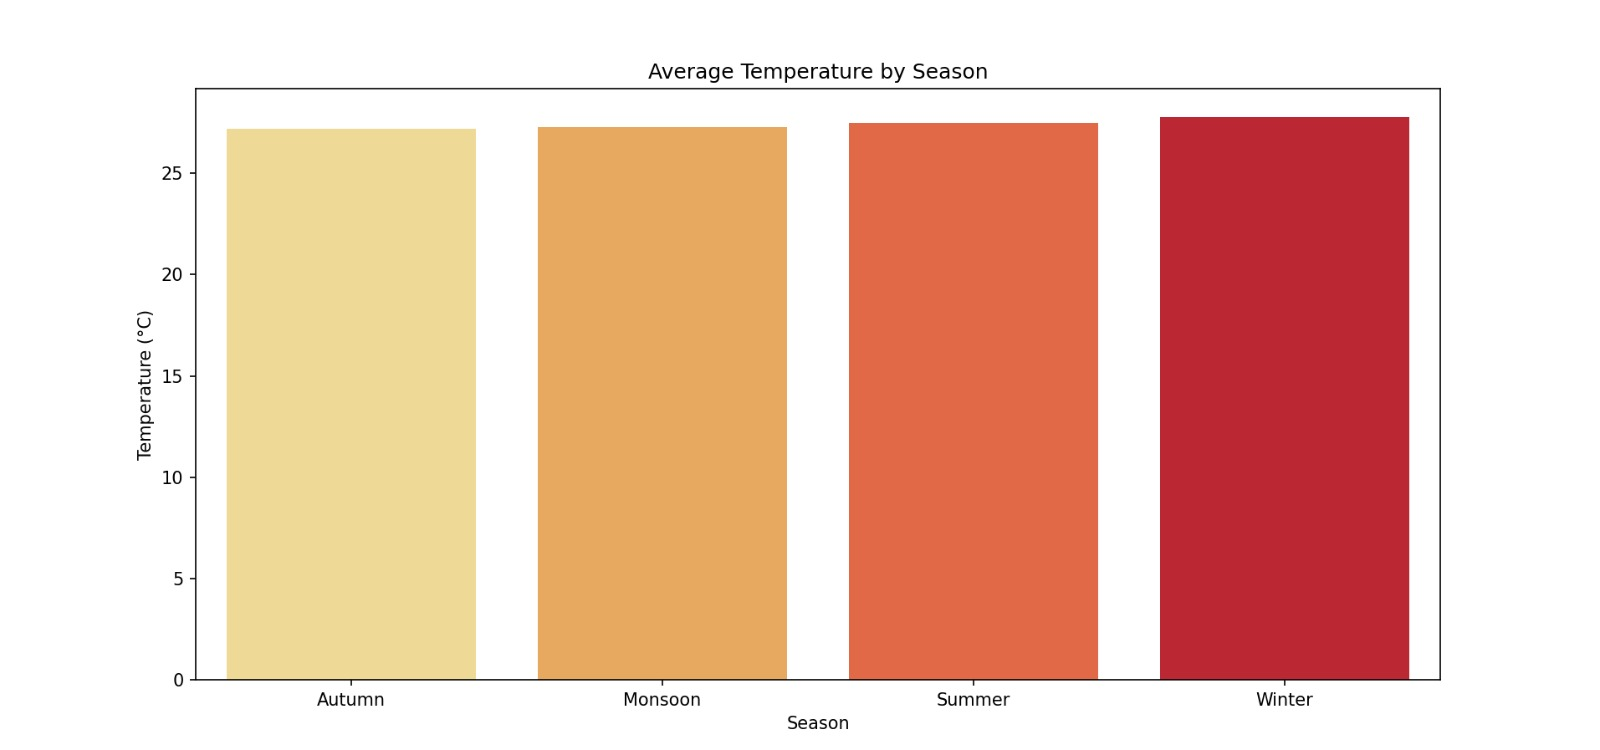 Average Temperature by Season
Temperature (°C)
25
20
15
10
5
0
Autumn Monsoon Summer Winter
Season